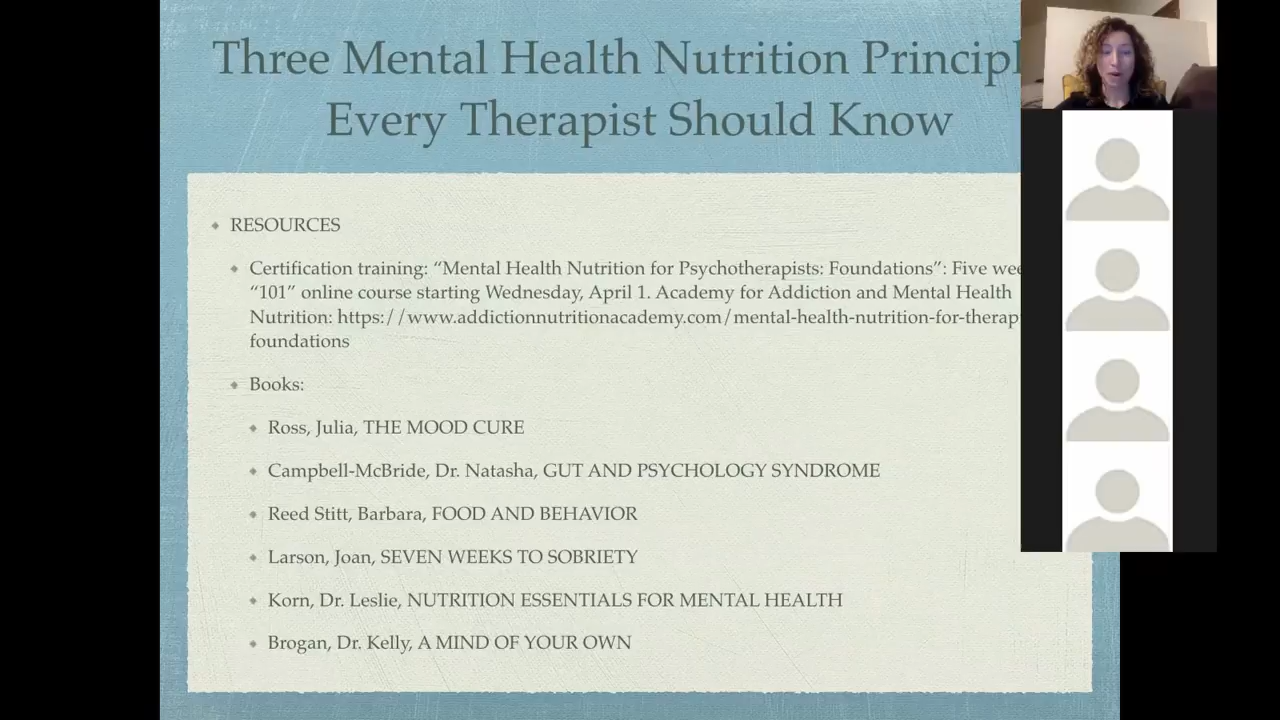 Three Mental Health Nutrition Principl
Every Therapist Should Know
RESOURCES
Certification training: “Mental Health Nutrition for Psychotherapists: Foundations”: Five wee
“101” online course starting Wednesday, April 1. Academy for Addiction and Mental Health
Nutrition: https://www.addictionnutritionacademy.com/mental-health-nutrition-for-therap
foundations
Books:
Ross, Julia, THE MOOD CURE
Campbell-McBride, Dr. Natasha, GUT AND PSYCHOLOGY SYNDROME
Reed Stitt, Barbara, FOOD AND BEHAVIOR
Larson, Joan, SEVEN WEEKS TO SOBRIETY
Korn, Dr. Leslie, NUTRITION ESSENTIALS FOR MENTAL HEALTH
Brogan, Dr. Kelly, A MIND OF YOUR OWN